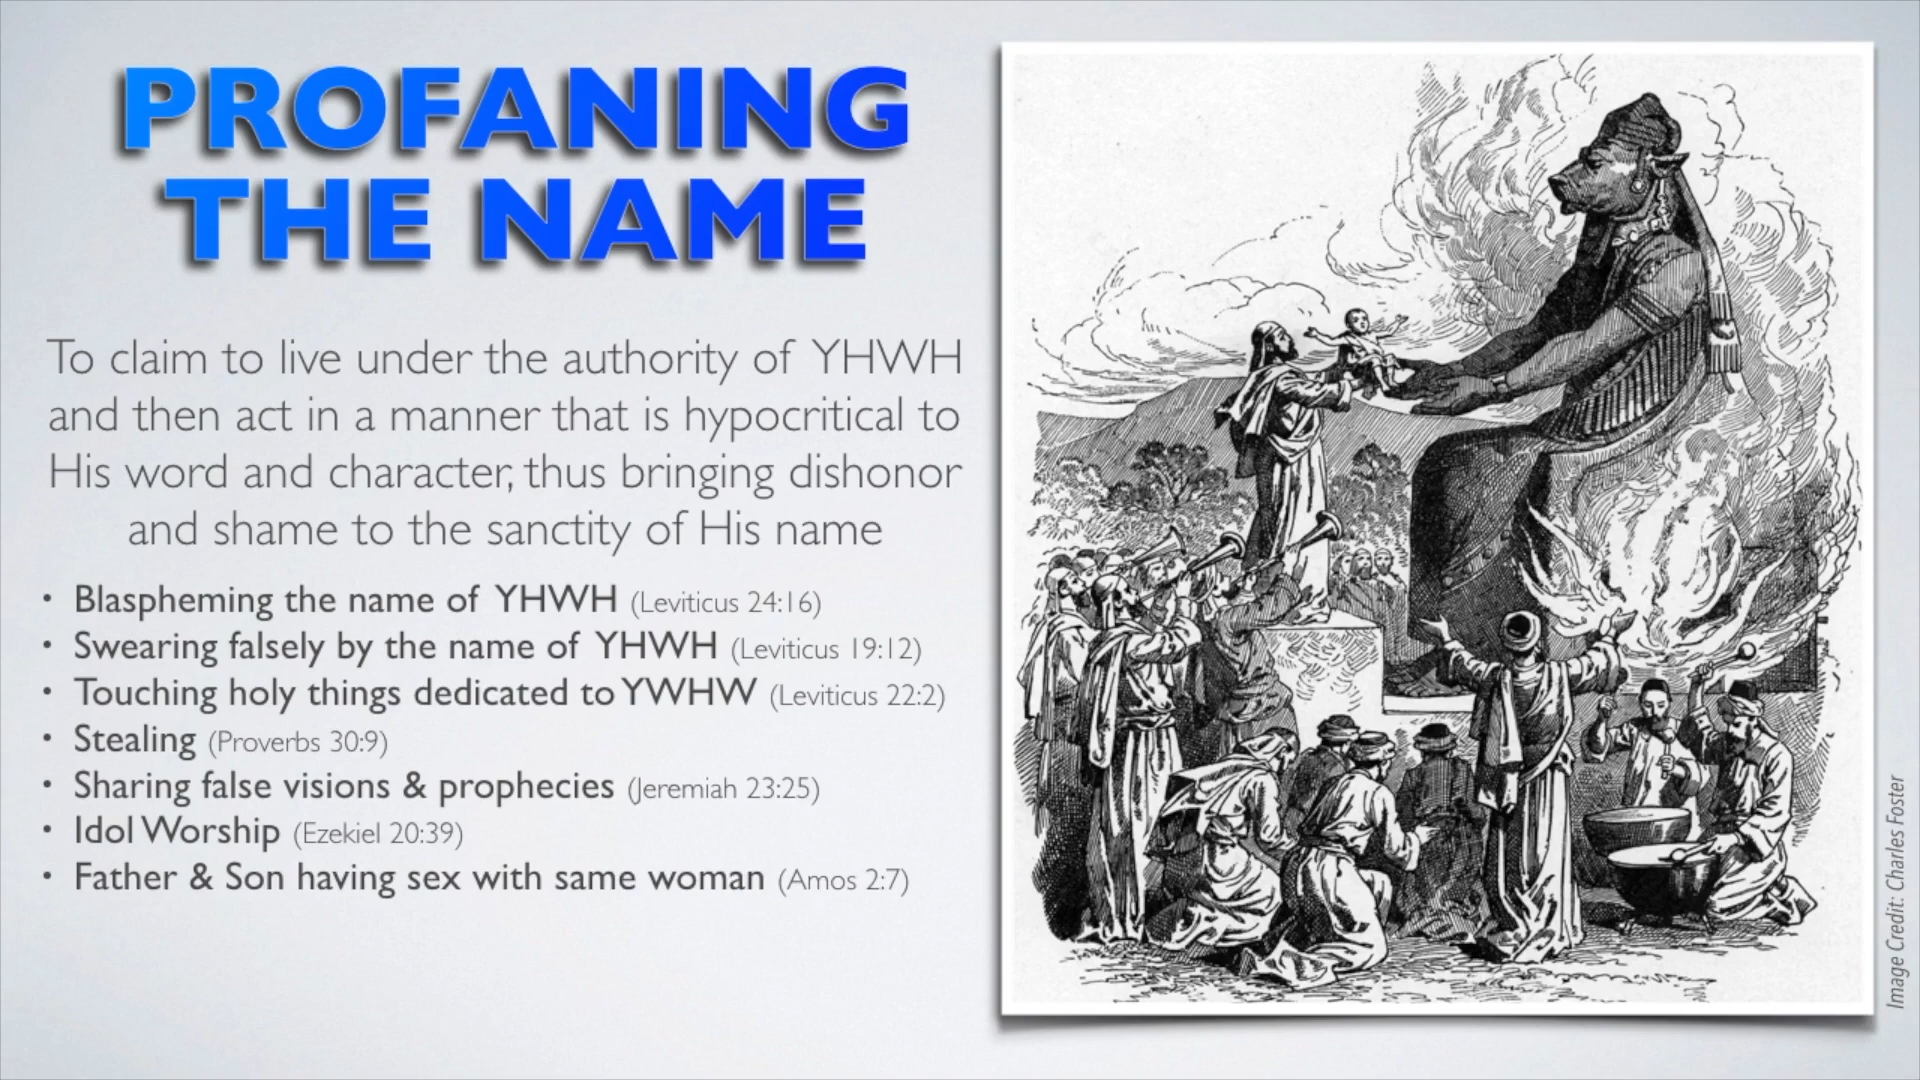 PROFANING
THE NAME
To claim to live under the authority of YHWH
and then act in a manner that is hypocritical to
His word and character, thus bringing dishonor
and shame to the sanctity of His name
• Blaspheming the name of YHWH (Leviticus 24:16)
• Swearing falsely by the name of YHWH (Leviticus 19:12)
• Touching holy things dedicated to YWHW (Leviticus 22:2)
• Stealing (Proverbs 30:9)
• Sharing false visions & prophecies (Jeremiah 23:25)
• Idol Worship (Ezekiel 20:39)
• Father & Son having sex with same woman (Amos 2:7)
Image Credit: Charles Foster